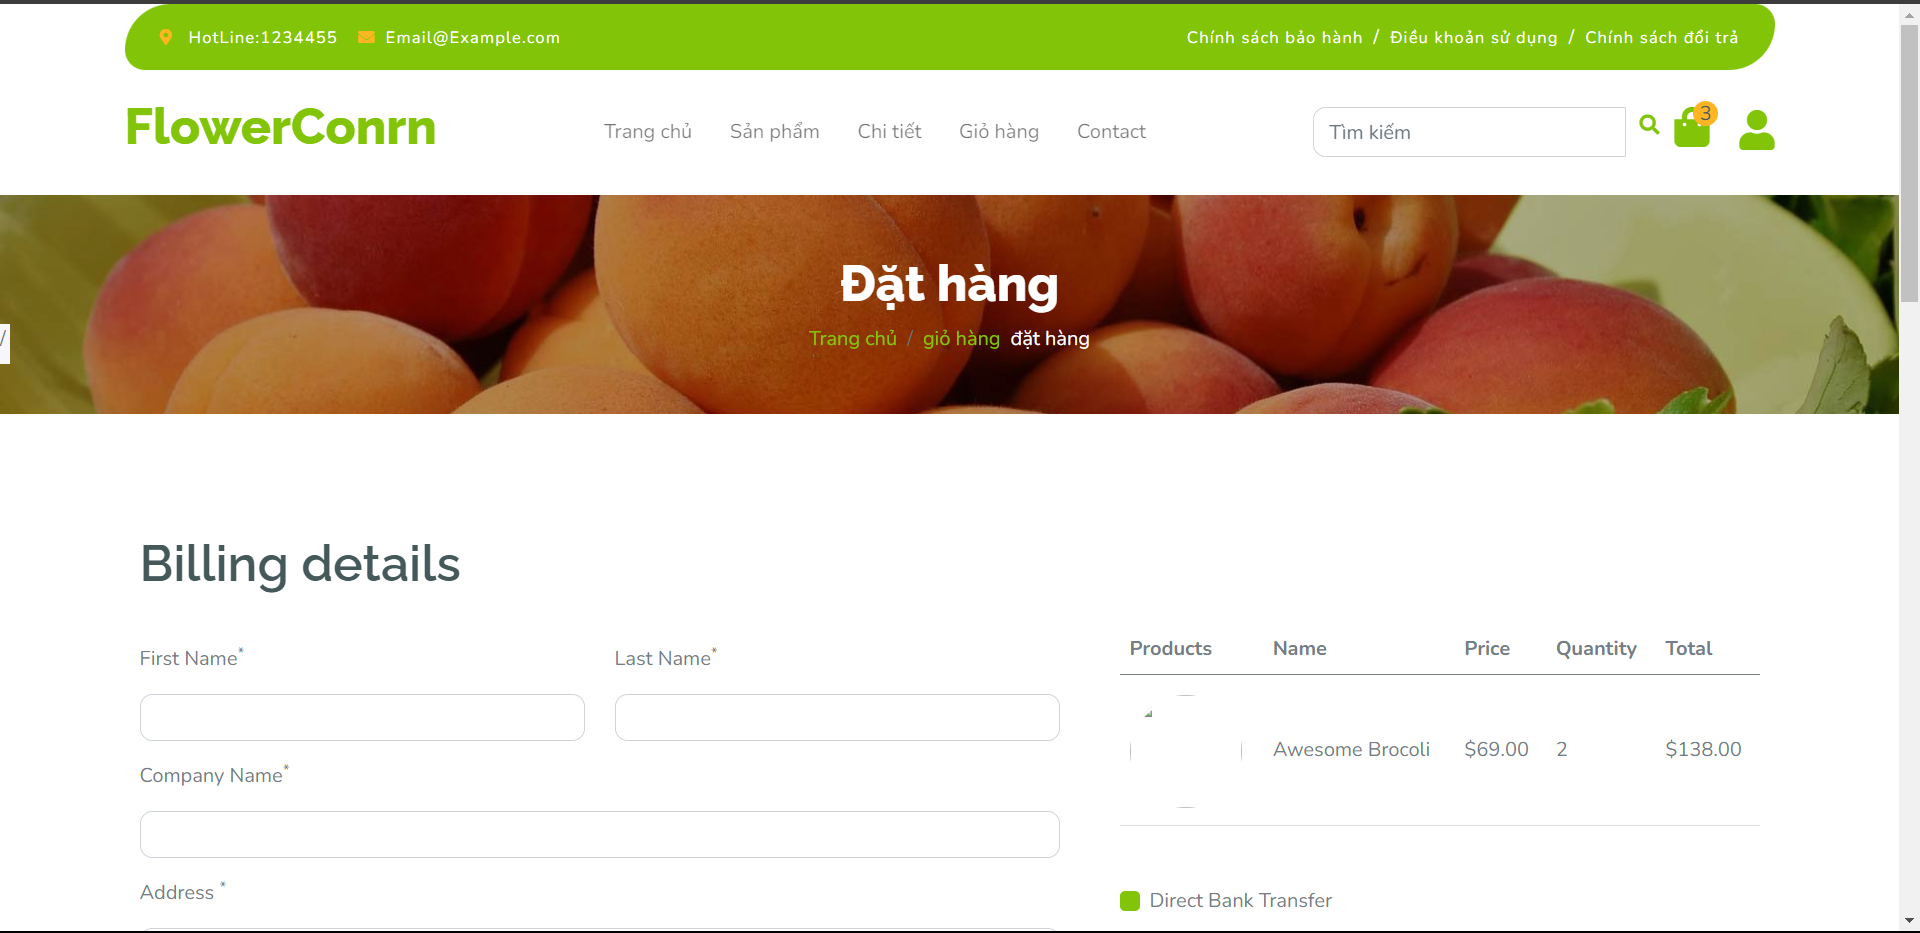 HotLine:1234455 Email@Example.com Chính sách bảo hành / Điều khoản sử dụng / Chính sách đổi trả
FlowerConrn Trang chủ Sản phẩm Chi tiết Giỏ hàng Contact Tìm kiếm 3
Đặt hàng
Trang chủ / giỏ hàng đặt hàng
/
Billing details
First Name* Last Name*
Company Name*
Address *
Products Name Price Quantity Total
Awesome Brocoli $69.00 2 $138.00
Direct Bank Transfer